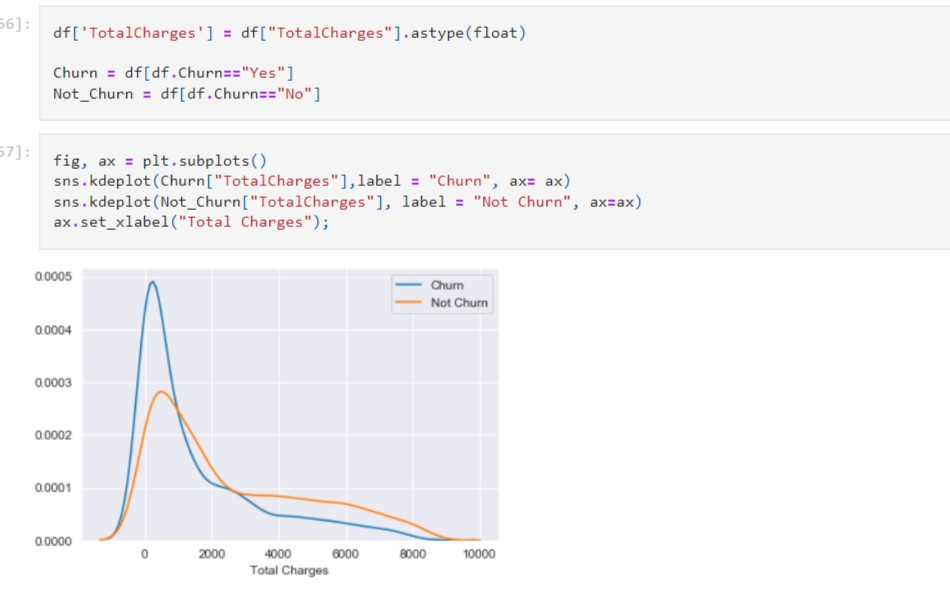 56]:
df['TotalCharges'] = df["TotalCharges"].astype(float)
Churn = df[df.Churn=="Yes"]
Not_Churn = df[df.Churn=="No"]
57]:
fig, ax = plt.subplots()
sns.kdeplot(Churn["TotalCharges"],label = "Churn", ax= ax)
sns.kdeplot(Not_Churn["TotalCharges"], label = "Not Churn", ax=ax)
ax.set_xlabel("Total Charges");
0.0005
Churn
Not Churn
0.0004
0.0003
0.0002
0.0001
0.0000
0 2000 4000 6000 8000 10000
Total Charges